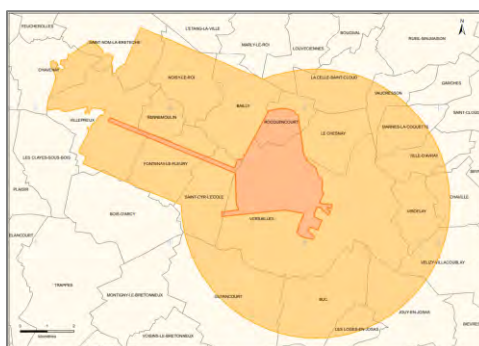 FEUCHEROLLES
L'ETANG-LA-VILLE
BOUGIVAL
N
RUEIL-MALMAISON
SAINT-NOM-LA-BRETECHE
MARLY-LE-ROI
LOUVECIENNES
CHAVENAY
NOISY-LE-ROI
LA CELLE-SAINT-CLOUD
GARCHES
VAUCRESSON
BAILLY
SAINT-CLOUD
VILLEPREUX
RENNEMOULIN
ROCQUENCOURT
MARNES-LA-COQUETTE
LE CHESNAY
LES CLAYES-SOUS-BOIS
FONTENAY-LE-FLEURY
VILLE-D'AVRAY
PLAISIR
CHAVILLE
SAINT-CYR-L'ECOLE
BOIS-D'ARCY
VERSAILLES
VIROFLAY
ELANCOURT
VELIZY-VILLACOUBLAY
TRAPPES
MONTIGNY-LE-BRETONNEUX
GUYANCOURT
BUC
JOUY-EN-JOSAS
LES LOGES-EN-JOSAS
BIEVRES
VOISINS-LE-BRETONNEUX